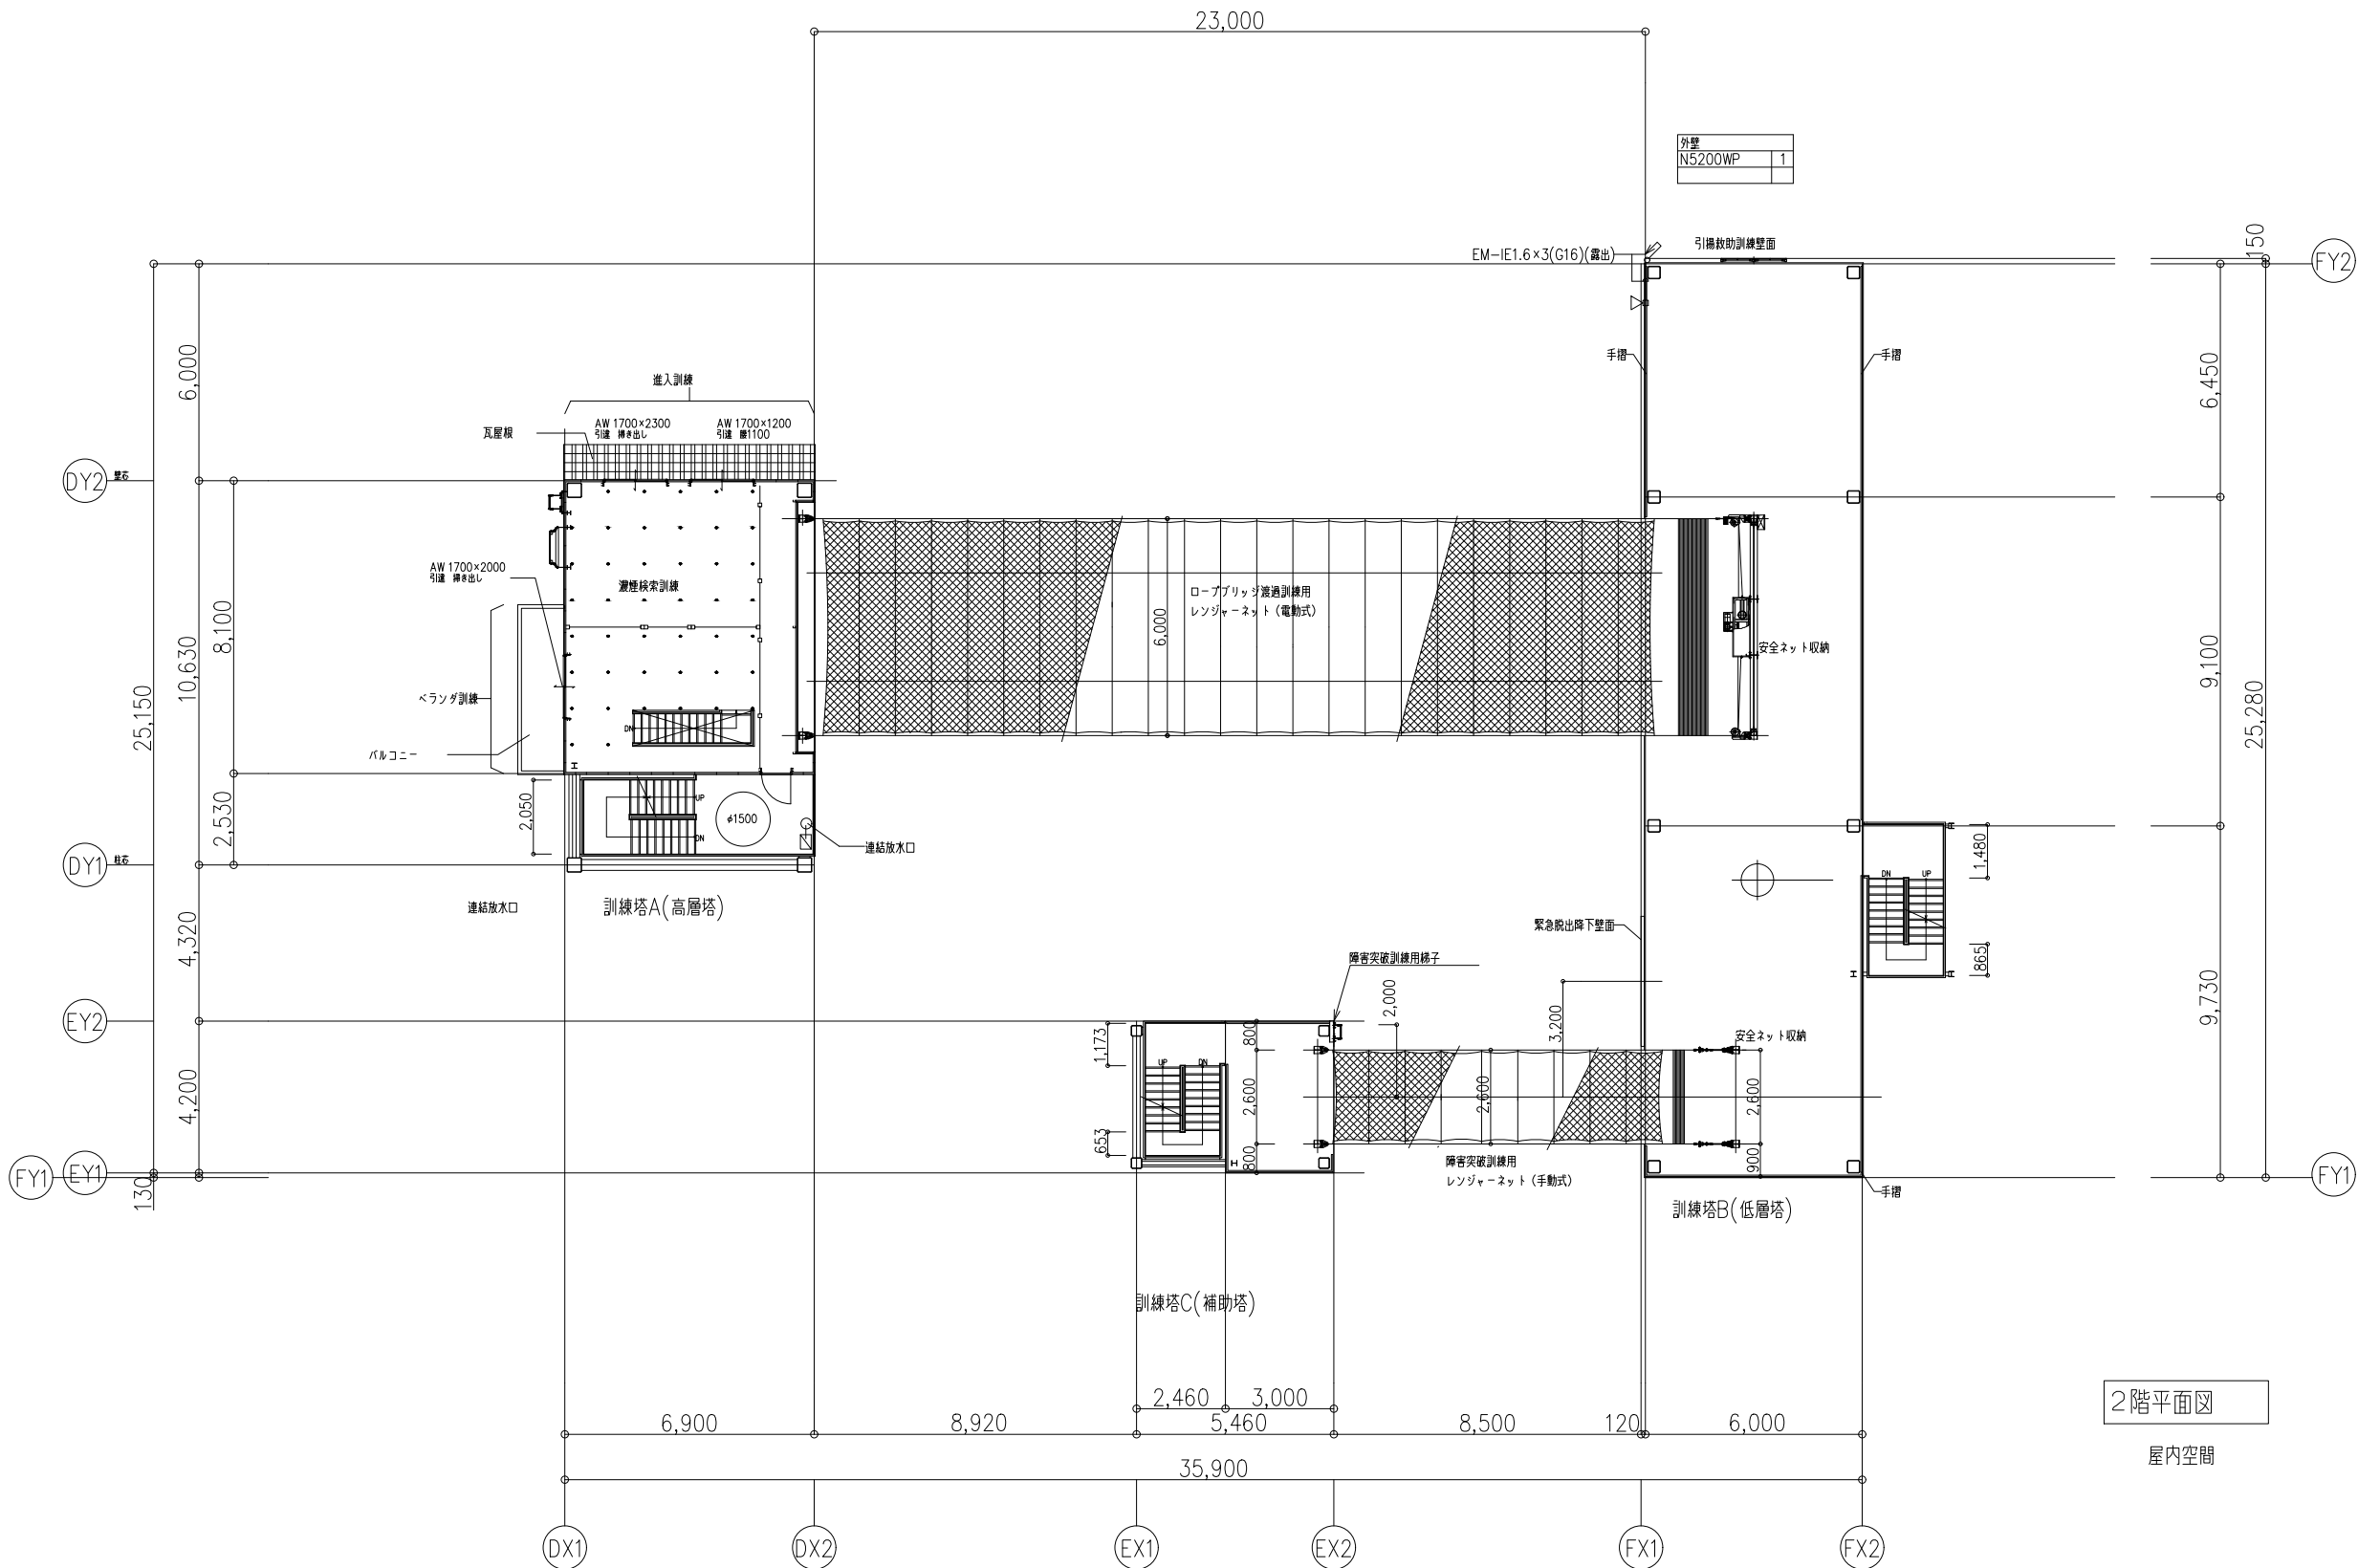 23,000
外壁
N5200WP 1
150
FY2
EM-IE1.6×3(G16)(露出)
引揚救助訓練壁面
手摺
手摺
6,000
6,450
進入訓練
瓦屋根
AW 1700×2300
引違 掃き出し
AW 1700×1200
引違 腰1100
DY2 壁芯
AW 1700×2000
引違 掃き出し
濃煙検索訓練
ロープブリッジ渡過訓練用
レンジャーネット(電動式)
6,000
安全ネット収納
8,100
10,630
25,150
9,100
25,280
ベランダ訓練
バルコニー
DN
2,530
2,050
UP
DN
φ1500
連結放水口
DY1 柱芯
連結放水口
訓練塔A(高層塔)
1,480
DN UP
865
緊急脱出降下壁面
4,320
障害突破訓練用梯子
2,000
3,200
9,730
EY2
1,173
UP DN
800
安全ネット収納
4,200
2,600
2,600
2,600
653
800
900
障害突破訓練用
レンジャーネット(手動式)
FY1
EY1
130
手摺
FY1
訓練塔B(低層塔)
訓練塔C(補助塔)
2,460 3,000
6,900 8,920 5,460 8,500 120 6,000
35,900
2階平面図
屋内空間
DX1 DX2 EX1 EX2 FX1 FX2